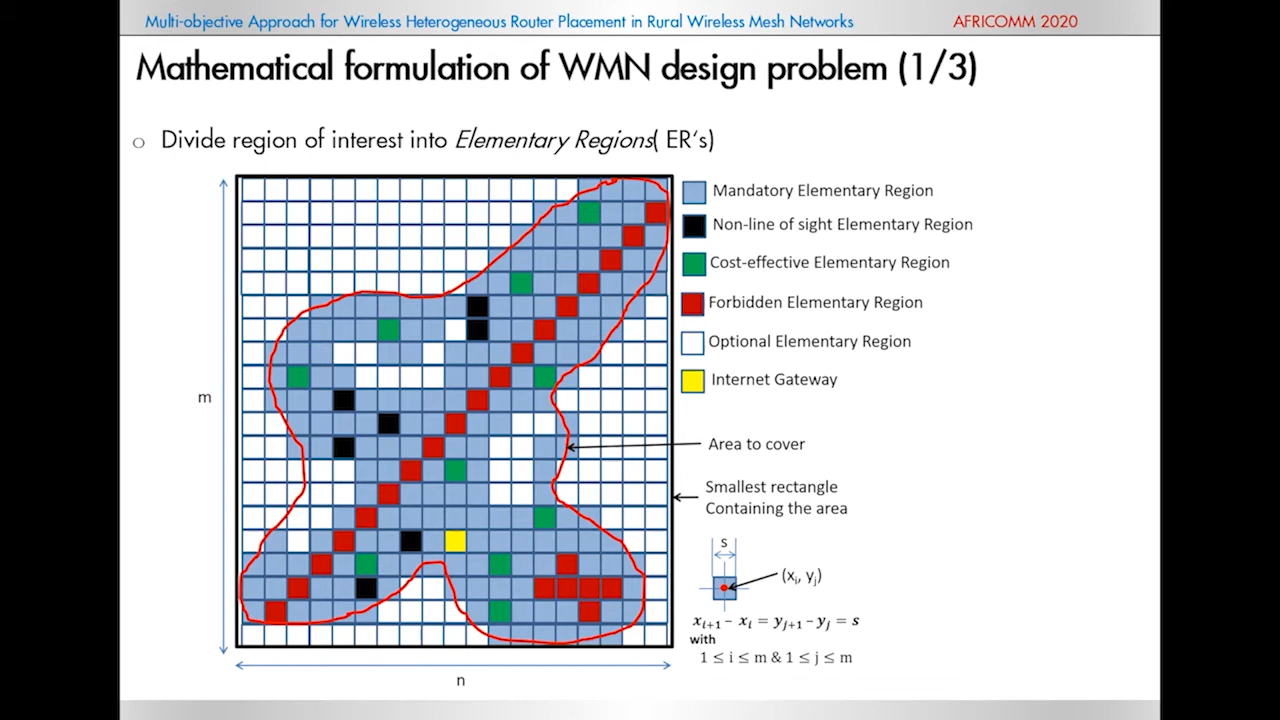 Multi-objective Approach for Wireless Heterogeneous Router Placement in Rural Wireless Mesh Networks AFRICOMM 2020
Mathematical formulation of WMN design problem (1/3)
o Divide region of interest into Elementary Regions( ER's)
Mandatory Elementary Region
Non-line of sight Elementary Region
Cost-effective Elementary Region
Forbidden Elementary Region
Optional Elementary Region
Internet Gateway
m
Area to cover
Smallest rectangle
Containing the area
s
(xᵢ, yⱼ)
xᵢ₊₁ - xᵢ = yⱼ₊₁ - yⱼ = s
with
1 ≤ i ≤ m & 1 ≤ j ≤ m
n